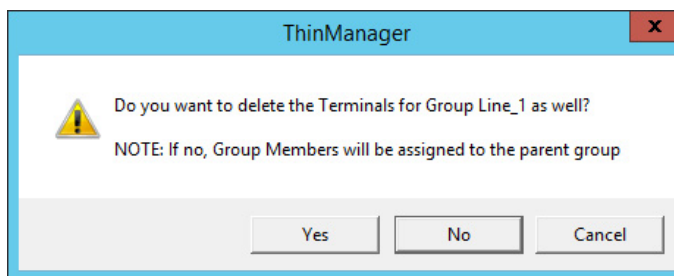 ThinManager
x
Do you want to delete the Terminals for Group Line_1 as well?
NOTE: If no, Group Members will be assigned to the parent group
Yes
No
Cancel